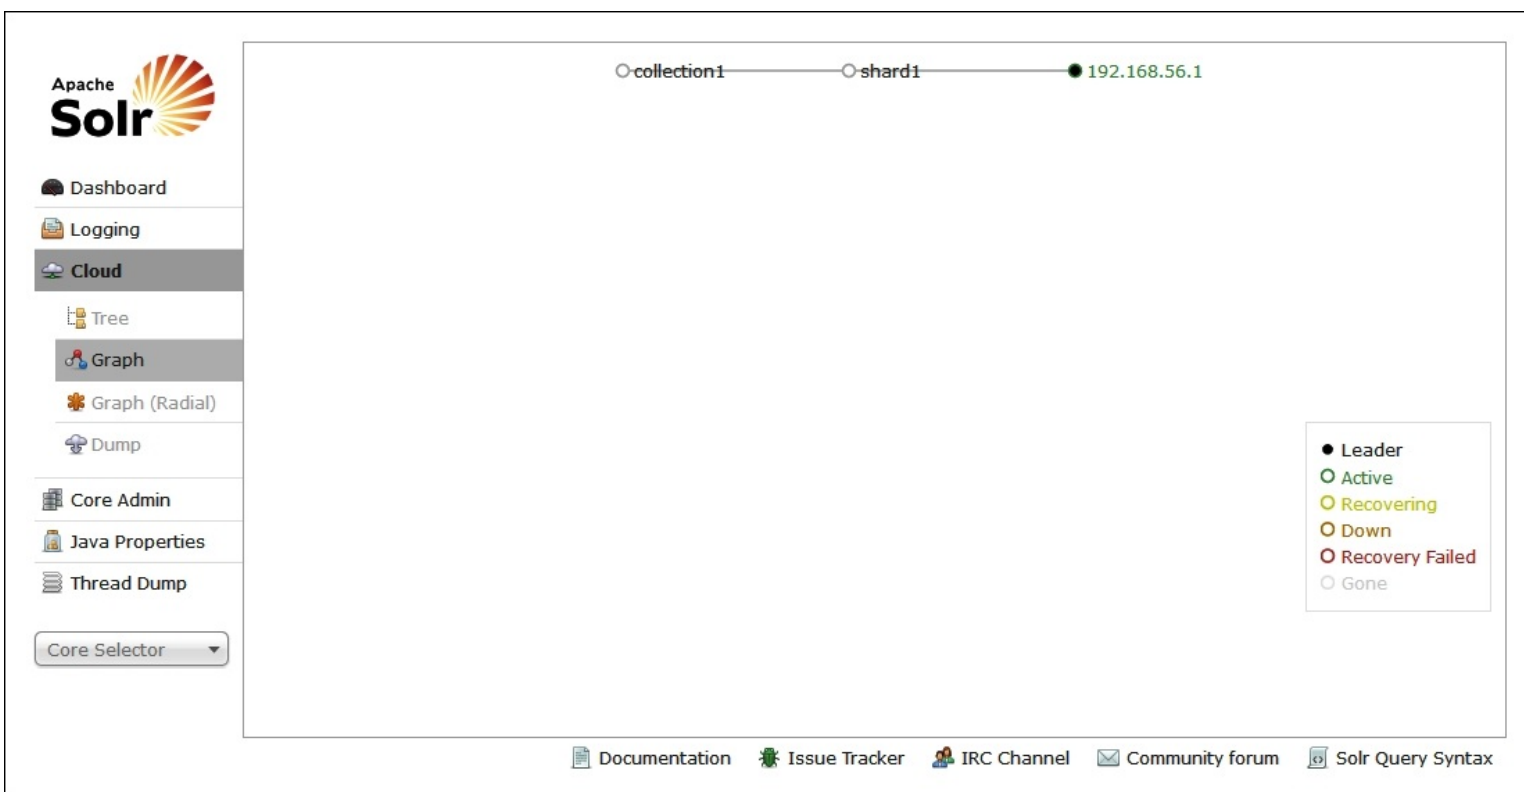 Apache
Solr
Dashboard
Logging
Cloud
Tree
Graph
Graph (Radial)
Dump
Core Admin
Java Properties
Thread Dump
Core Selector
collection1 shard1 192.168.56.1
Leader
Active
Recovering
Down
Recovery Failed
Gone
Documentation Issue Tracker IRC Channel Community forum Solr Query Syntax